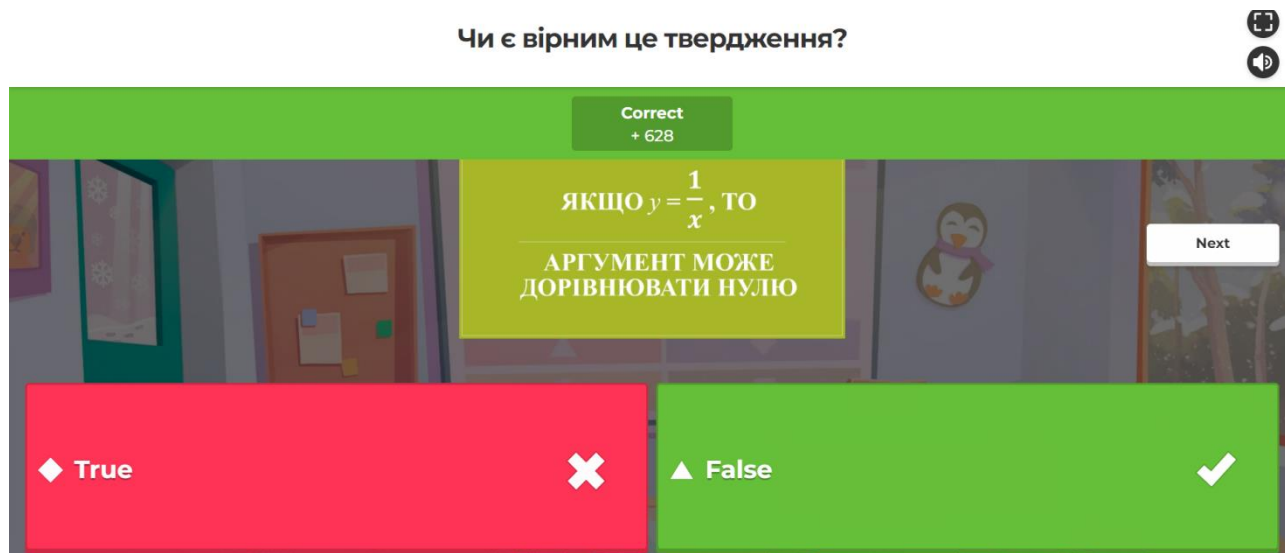 Чи є вірним це твердження?
Correct
+ 628
ЯКЩО y = 1/x, ТО
АРГУМЕНТ МОЖЕ
ДОРІВНЮВАТИ НУЛЮ
Next
True
False